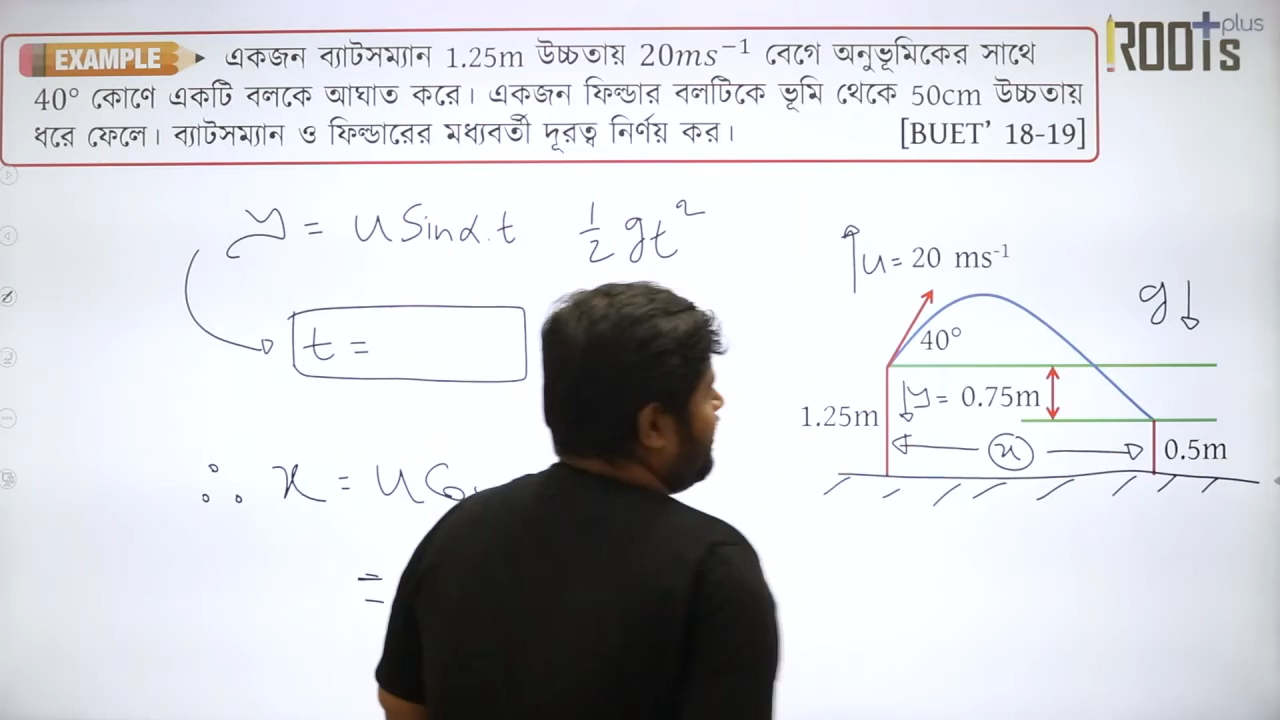 ROOTs plus
EXAMPLE একজন ব্যাটসম্যান 1.25m উচ্চতায় 20ms⁻¹ বেগে অনুভূমিকের সাথে
40° কোণে একটি বলকে আঘাত করে। একজন ফিল্ডার বলটিকে ভূমি থেকে 50cm উচ্চতায়
ধরে ফেলে। ব্যাটসম্যান ও ফিল্ডারের মধ্যবর্তী দূরত্ব নির্ণয় কর। [BUET' 18-19]
y = u Sinα.t ½ gt²
t =
∴ x = u
=
u = 20 ms⁻¹
g↓
40°
↓y = 0.75m
1.25m
x
0.5m